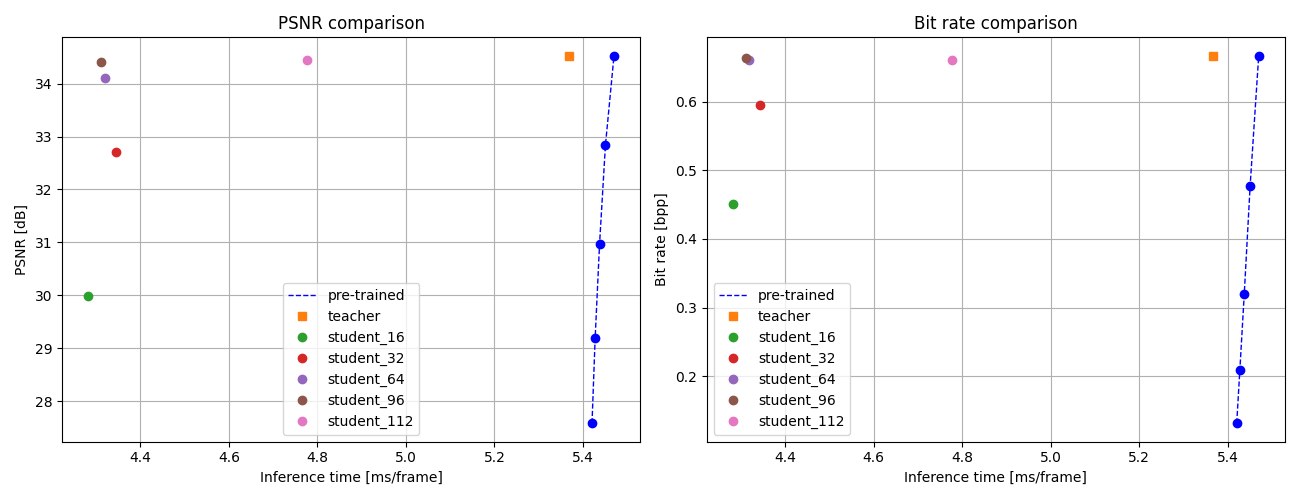 PSNR comparison
PSNR [dB]
34
33
32
31
30
29
28
pre-trained
teacher
student_16
student_32
student_64
student_96
student_112
4.4 4.6 4.8 5.0 5.2 5.4
Inference time [ms/frame]
Bit rate comparison
Bit rate [bpp]
0.6
0.5
0.4
0.3
0.2
pre-trained
teacher
student_16
student_32
student_64
student_96
student_112
4.4 4.6 4.8 5.0 5.2 5.4
Inference time [ms/frame]